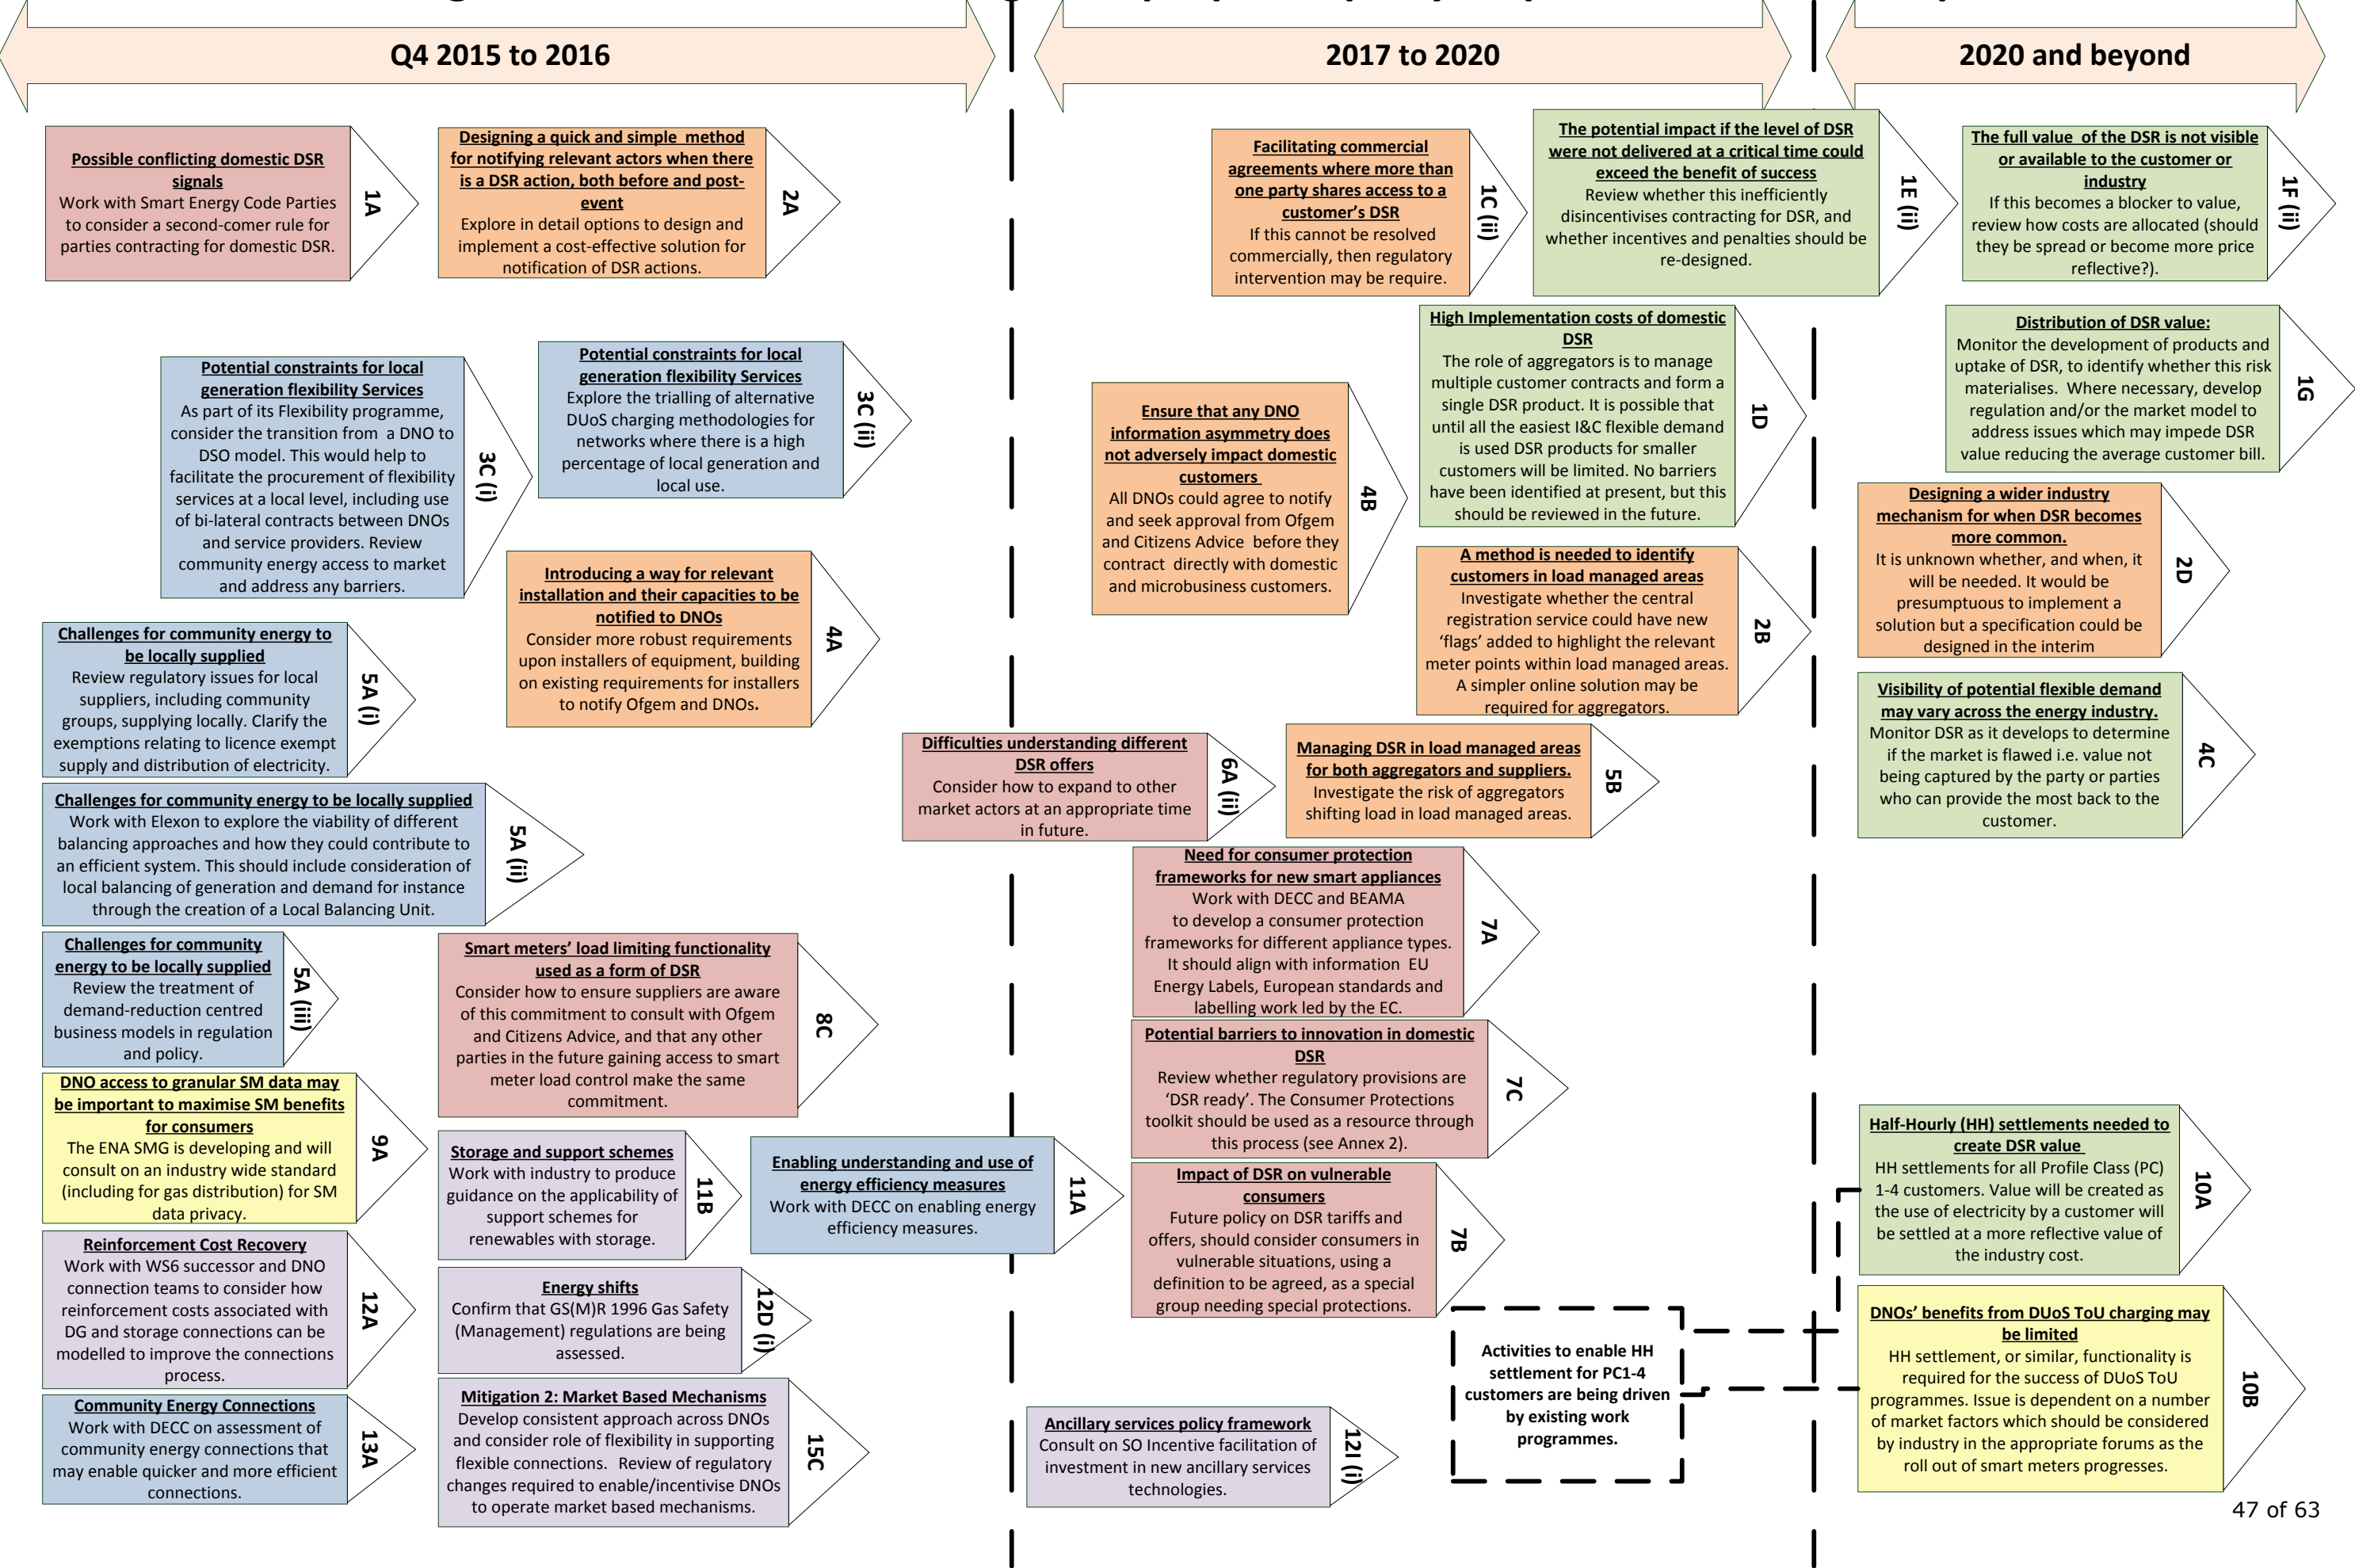 Q4 2015 to 2016
2017 to 2020
2020 and beyond
Possible conflicting domestic DSR
signals
Work with Smart Energy Code Parties
to consider a second-comer rule for
parties contracting for domestic DSR.
1A
Designing a quick and simple method
for notifying relevant actors when there
is a DSR action, both before and post-
event
Explore in detail options to design and
implement a cost-effective solution for
notification of DSR actions.
2A
Facilitating commercial
agreements where more than
one party shares access to a
customer's DSR
If this cannot be resolved
commercially, then regulatory
intervention may be require.
1C (ii)
The potential impact if the level of DSR
were not delivered at a critical time could
exceed the benefit of success
Review whether this inefficiently
disincentivises contracting for DSR, and
whether incentives and penalties should be
re-designed.
1E (ii)
The full value of the DSR is not visible
or available to the customer or
industry
If this becomes a blocker to value,
review how costs are allocated (should
they be spread or become more price
reflective?).
1F (ii)
Potential constraints for local
generation flexibility Services
As part of its Flexibility programme,
consider the transition from a DNO to
DSO model. This would help to
facilitate the procurement of flexibility
services at a local level, including use
of bi-lateral contracts between DNOs
and service providers. Review
community energy access to market
and address any barriers.
3C (i)
Potential constraints for local
generation flexibility Services
Explore the trialling of alternative
DUoS charging methodologies for
networks where there is a high
percentage of local generation and
local use.
3C (ii)
Ensure that any DNO
information asymmetry does
not adversely impact domestic
customers
All DNOs could agree to notify
and seek approval from Ofgem
and Citizens Advice before they
contract directly with domestic
and microbusiness customers.
4B
High Implementation costs of domestic
DSR
The role of aggregators is to manage
multiple customer contracts and form a
single DSR product. It is possible that
until all the easiest I&C flexible demand
is used DSR products for smaller
customers will be limited. No barriers
have been identified at present, but this
should be reviewed in the future.
1D
Distribution of DSR value:
Monitor the development of products and
uptake of DSR, to identify whether this risk
materialises. Where necessary, develop
regulation and/or the market model to
address issues which may impede DSR
value reducing the average customer bill.
1G
Introducing a way for relevant
installation and their capacities to be
notified to DNOs
Consider more robust requirements
upon installers of equipment, building
on existing requirements for installers
to notify Ofgem and DNOs.
4A
A method is needed to identify
customers in load managed areas
Investigate whether the central
registration service could have new
'flags' added to highlight the relevant
meter points within load managed areas.
A simpler online solution may be
required for aggregators.
2B
Designing a wider industry
mechanism for when DSR becomes
more common.
It is unknown whether, and when, it
will be needed. It would be
presumptuous to implement a
solution but a specification could be
designed in the interim
2D
Challenges for community energy to
be locally supplied
Review regulatory issues for local
suppliers, including community
groups, supplying locally. Clarify the
exemptions relating to licence exempt
supply and distribution of electricity.
5A (i)
Visibility of potential flexible demand
may vary across the energy industry.
Monitor DSR as it develops to determine
if the market is flawed i.e. value not
being captured by the party or parties
who can provide the most back to the
customer.
4C
Difficulties understanding different
DSR offers
Consider how to expand to other
market actors at an appropriate time
in future.
6A (ii)
Managing DSR in load managed areas
for both aggregators and suppliers.
Investigate the risk of aggregators
shifting load in load managed areas.
5B
Challenges for community energy to be locally supplied
Work with Elexon to explore the viability of different
balancing approaches and how they could contribute to
an efficient system. This should include consideration of
local balancing of generation and demand for instance
through the creation of a Local Balancing Unit.
5A (ii)
Need for consumer protection
frameworks for new smart appliances
Work with DECC and BEAMA
to develop a consumer protection
frameworks for different appliance types.
It should align with information EU
Energy Labels, European standards and
labelling work led by the EC.
7A
Challenges for community
energy to be locally supplied
Review the treatment of
demand-reduction centred
business models in regulation
and policy.
5A (iii)
Smart meters' load limiting functionality
used as a form of DSR
Consider how to ensure suppliers are aware
of this commitment to consult with Ofgem
and Citizens Advice, and that any other
parties in the future gaining access to smart
meter load control make the same
commitment.
8C
Potential barriers to innovation in domestic
DSR
Review whether regulatory provisions are
'DSR ready'. The Consumer Protections
toolkit should be used as a resource through
this process (see Annex 2).
7C
DNO access to granular SM data may
be important to maximise SM benefits
for consumers
The ENA SMG is developing and will
consult on an industry wide standard
(including for gas distribution) for SM
data privacy.
9A
Storage and support schemes
Work with industry to produce
guidance on the applicability of
support schemes for
renewables with storage.
11B
Enabling understanding and use of
energy efficiency measures
Work with DECC on enabling energy
efficiency measures.
11A
Impact of DSR on vulnerable
consumers
Future policy on DSR tariffs and
offers, should consider consumers in
vulnerable situations, using a
definition to be agreed, as a special
group needing special protections.
7B
Half-Hourly (HH) settlements needed to
create DSR value
HH settlements for all Profile Class (PC)
1-4 customers. Value will be created as
the use of electricity by a customer will
be settled at a more reflective value of
the industry cost.
10A
Reinforcement Cost Recovery
Work with WS6 successor and DNO
connection teams to consider how
reinforcement costs associated with
DG and storage connections can be
modelled to improve the connections
process.
12A
Energy shifts
Confirm that GS(M)R 1996 Gas Safety
(Management) regulations are being
assessed.
12D (i)
Activities to enable HH
settlement for PC1-4
customers are being driven
by existing work
programmes.
DNOs' benefits from DUoS ToU charging may
be limited
HH settlement, or similar, functionality is
required for the success of DUoS ToU
programmes. Issue is dependent on a number
of market factors which should be considered
by industry in the appropriate forums as the
roll out of smart meters progresses.
10B
Community Energy Connections
Work with DECC on assessment of
community energy connections that
may enable quicker and more efficient
connections.
13A
Mitigation 2: Market Based Mechanisms
Develop consistent approach across DNOs
and consider role of flexibility in supporting
flexible connections. Review of regulatory
changes required to enable/incentivise DNOs
to operate market based mechanisms.
15C
Ancillary services policy framework
Consult on SO Incentive facilitation of
investment in new ancillary services
technologies.
12I (i)
47 of 63